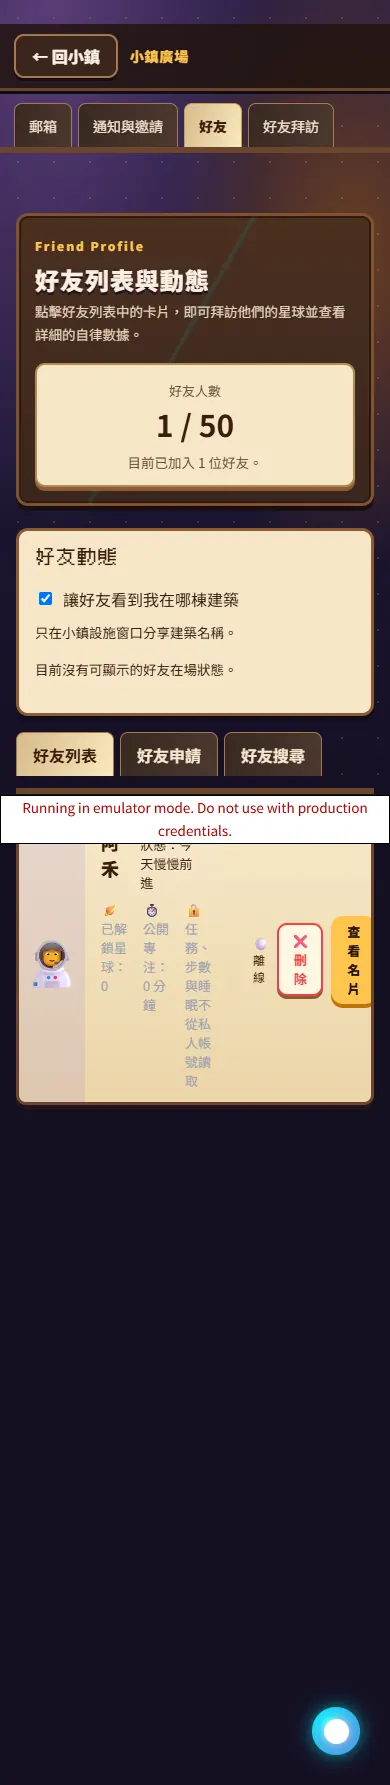 ← 回小鎮
小鎮廣場
郵箱
通知與邀請
好友
好友拜訪
Friend Profile
好友列表與動態
點擊好友列表中的卡片，即可拜訪他們的星球並查看
詳細的自律數據。
好友人數
1 / 50
目前已加入 1 位好友。
好友動態
讓好友看到我在哪棟建築
只在小鎮設施窗口分享建築名稱。
目前沒有可顯示的好友在場狀態。
好友列表
好友申請
好友搜尋
Running in emulator mode. Do not use with production
credentials.
阿
禾
狀態：今
天慢慢前
進
已解
鎖星
球：
0
公開
專
注：
0 分
鐘
任
務、
步數
與睡
眠不
從私
人帳
號讀
取
離
線
刪
除
查
看
名
片